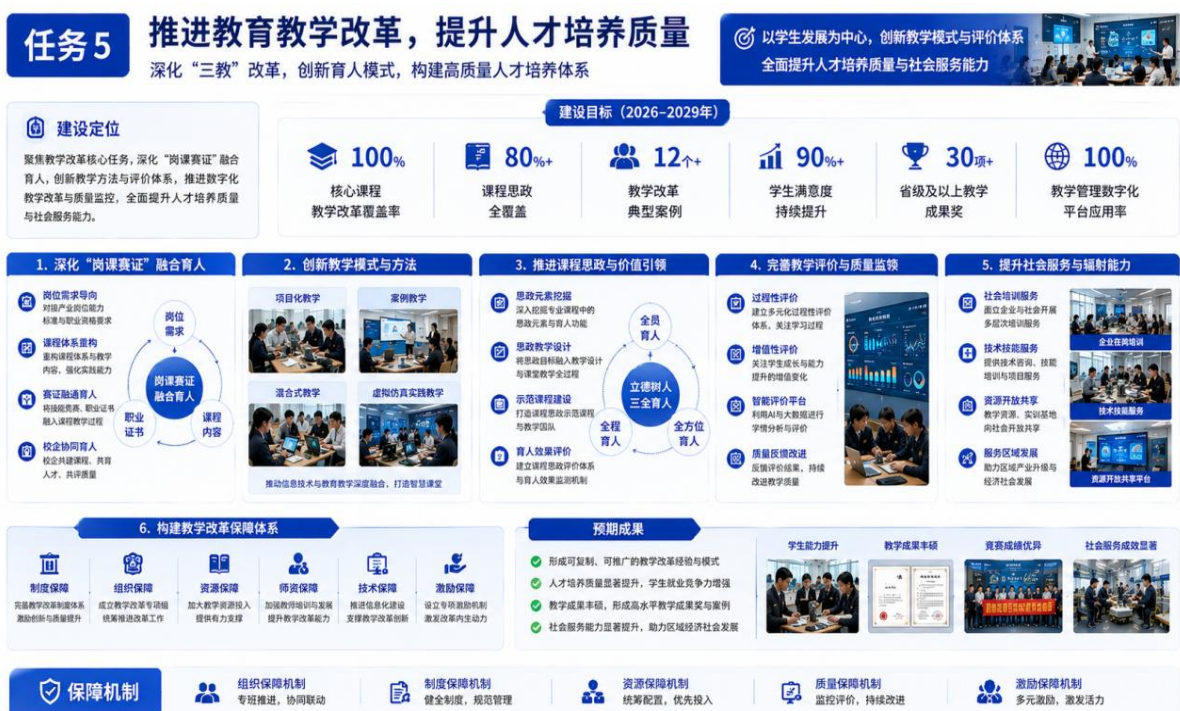 任务5
推进教育教学改革，提升人才培养质量
深化“三教”改革，创新育人模式，构建高质量人才培养体系
以学生发展为中心，创新教学模式与评价体系
全面提升人才培养质量与社会服务能力
建设定位
聚焦教学改革核心任务，深化“岗课赛证”融合
育人，创新教学方法与评价体系，推进数字化
教学改革与质量监控，全面提升人才培养质量
与社会服务能力。
建设目标（2026-2029年）
100%
核心课程
教学改革覆盖率
80%+
课程思政
全覆盖
12个+
教学改革
典型案例
90%+
学生满意度
持续提升
30项+
省级及以上教学
成果奖
100%
教学管理数字化
平台应用率
1. 深化“岗课赛证”融合育人
岗位需求导向
对接产业岗位能力
标准与职业资格要求
课程体系重构
重构课程体系与教学
内容，强化实践能力
赛证融通育人
将技能竞赛、职业证书
融入课程教学过程
校企协同育人
校企共建课程，共育
人才、共评质量
岗位
需求
岗课赛证
融合育人
职业
证书
课程
内容
2. 创新教学模式与方法
项目化教学
案例教学
混合式教学
虚拟仿真实践教学
推动信息技术与教育教学深度融合，打造智慧课堂
3. 推进课程思政与价值引领
思政元素挖掘
深入挖掘专业课程中的
思政元素与育人功能
思政教学设计
将思政目标融入教学设计
与课堂教学全过程
示范课程建设
打造课程思政示范课程
与教学团队
育人效果评价
建立课程思政评价体系
与育人效果监测机制
全员
育人
立德树人
三全育人
全程
育人
全方位
育人
4. 完善教学评价与质量监领
过程性评价
建立多元化过程性评价
体系，关注学习过程
增值性评价
关注学生成长与能力
提升的增值变化
智能评价平台
利用AI与大数据进行
学情分析与评价
质量反馈改进
反馈评价结果，持续
改进教学质量
5. 提升社会服务与辐射能力
社会培训服务
面立企业与社会开展
多层次培训服务
技术技能服务
提供技术咨询、技能
培训与项目服务
资源开放共享
教学资源、实训基地
向社会开放共享
服务区域发展
助力区域产业升级与
经济社会发展
企业在岗培训
技术技能服务
资源开放共享平台
6. 构建教学改革保障体系
制度保障
完善教学改革制度体系
激励创新与质量提升
组织保障
成立教学改革专项组
统筹推进改革工作
资源保障
加大教学资源投入
提供有力支撑
师资保障
加强教师培训与发展
提升教学改革能力
技术保障
推进信息化建设
支撑教学改革创新
激励保障
设立专项激励机制
激发改革内生动力
预期成果
形成可复制、可推广的教学改革经验与模式
人才培养质量显著提升，学生就业竞争力增强
教学成果丰硕，形成高水平教学成果奖与案例
社会服务能力显著提升，助力区域经济社会发展
学生能力提升
教学成果丰硕
竞赛成绩优异
社会服务成效显著
保障机制
组织保障机制
专班推进，协同联动
制度保障机制
健全制度，规范管理
资源保障机制
统筹配置，优先投入
质量保障机制
监控评价，持续改进
激励保障机制
多元激励，激发活力